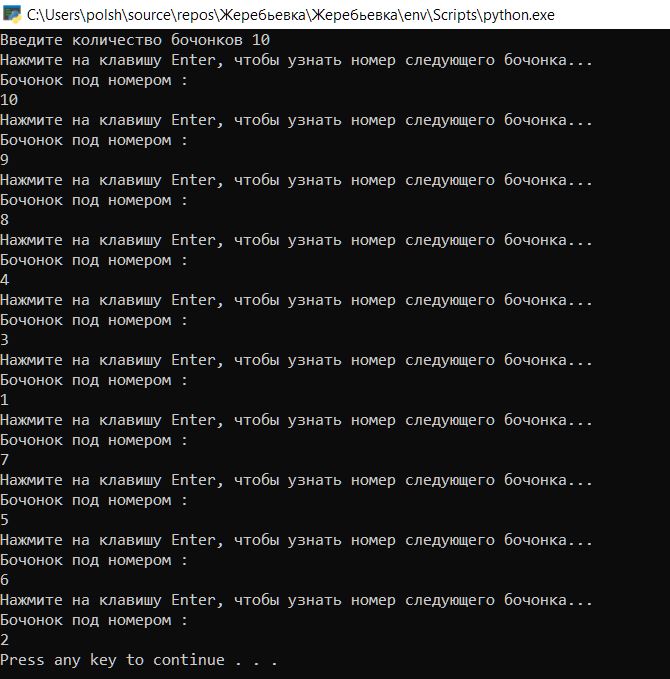 C:\Users\polsh\source\repos\Жеребьевка\Жеребьевка\env\Scripts\python.exe
Введите количество бочонков 10
Нажмите на клавишу Enter, чтобы узнать номер следующего бочонка...
Бочонок под номером :
10
Нажмите на клавишу Enter, чтобы узнать номер следующего бочонка...
Бочонок под номером :
9
Нажмите на клавишу Enter, чтобы узнать номер следующего бочонка...
Бочонок под номером :
8
Нажмите на клавишу Enter, чтобы узнать номер следующего бочонка...
Бочонок под номером :
4
Нажмите на клавишу Enter, чтобы узнать номер следующего бочонка...
Бочонок под номером :
3
Нажмите на клавишу Enter, чтобы узнать номер следующего бочонка...
Бочонок под номером :
1
Нажмите на клавишу Enter, чтобы узнать номер следующего бочонка...
Бочонок под номером :
7
Нажмите на клавишу Enter, чтобы узнать номер следующего бочонка...
Бочонок под номером :
5
Нажмите на клавишу Enter, чтобы узнать номер следующего бочонка...
Бочонок под номером :
6
Нажмите на клавишу Enter, чтобы узнать номер следующего бочонка...
Бочонок под номером :
2
Press any key to continue . . .